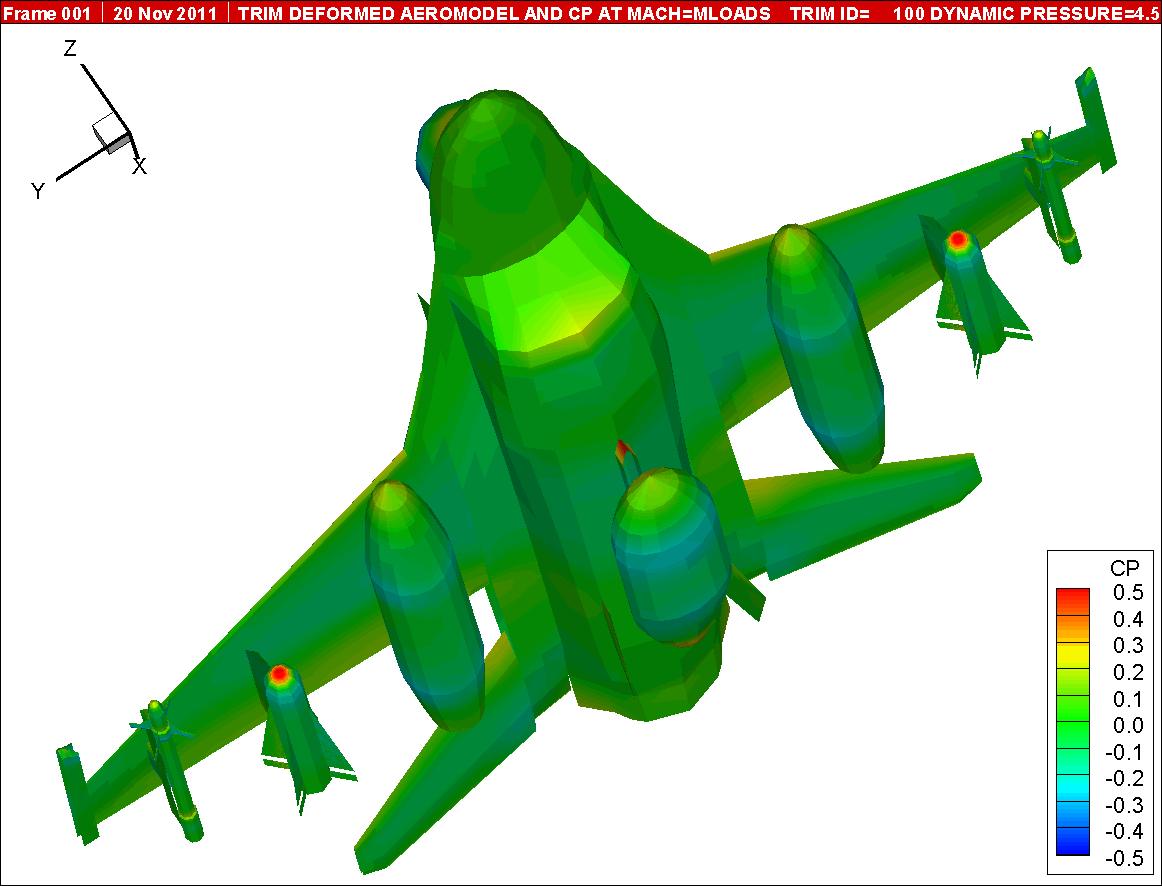 Frame 001 | 20 Nov 2011 | TRIM DEFORMED AEROMODEL AND CP AT MACH=MLOADS TRIM ID= 100 DYNAMIC PRESSURE=4.5
Z
X
Y
CP
0.5
0.4
0.3
0.2
0.1
0.0
-0.1
-0.2
-0.3
-0.4
-0.5